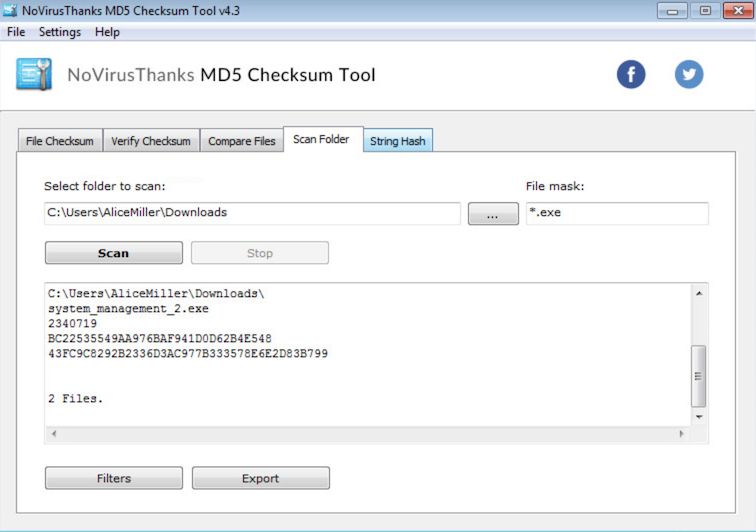 NoVirusThanks MD5 Checksum Tool v4.3
File Settings Help
NoVirusThanks MD5 Checksum Tool
File Checksum Verify Checksum Compare Files Scan Folder String Hash
Select folder to scan: File mask:
C:\Users\AliceMiller\Downloads ... *.exe
Scan Stop
C:\Users\AliceMiller\Downloads\
system_management_2.exe
2340719
BC22535549AA976BAF941D0D62B4E548
43FC9C8292B2336D3AC977B333578E6E2D83B799
2 Files.
Filters Export